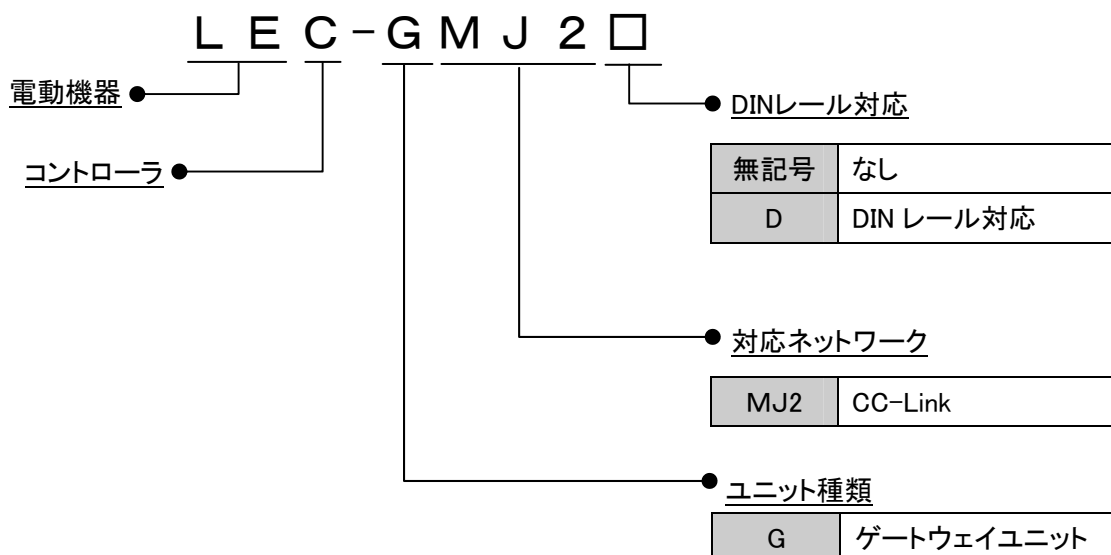 LEC-GMJ2□
電動機器
コントローラ
DINレール対応
無記号 なし
D DIN レール対応
対応ネットワーク
MJ2 CC-Link
ユニット種類
G ゲートウェイユニット